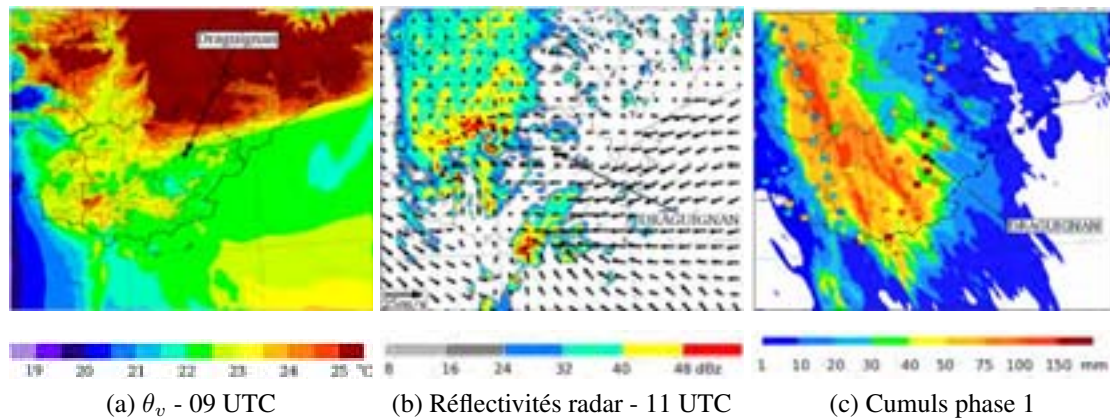 Draguignan
DRAGUIGNAN
DRAGUIGNAN
25m/s
19 20 21 22 23 24 25 °C
8 16 24 32 40 48 dBz
1 10 20 30 40 50 75 100 150 mm
(a) θv - 09 UTC
(b) Réflectivités radar - 11 UTC
(c) Cumuls phase 1